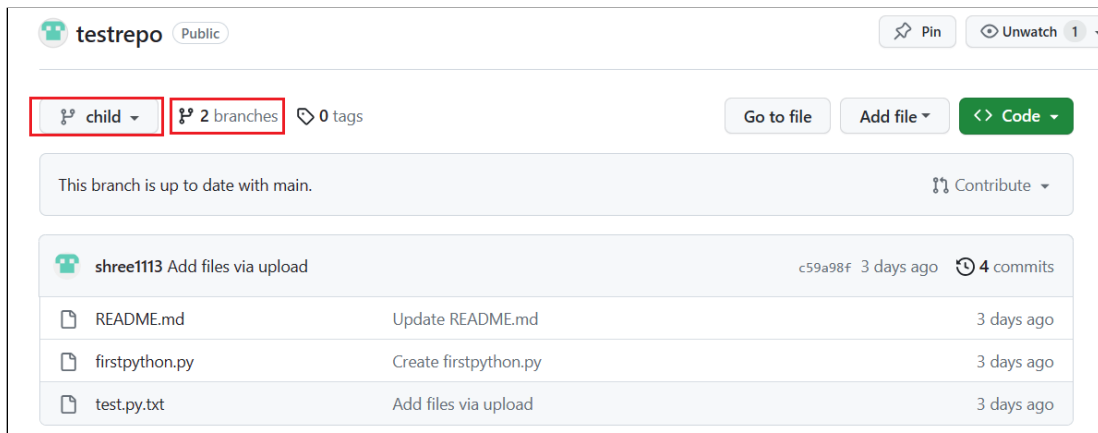 testrepo Public Pin Unwatch 1
child 2 branches 0 tags Go to file Add file <> Code
This branch is up to date with main. Contribute
shree1113 Add files via upload c59a98f 3 days ago 4 commits
README.md Update README.md 3 days ago
firstpython.py Create firstpython.py 3 days ago
test.py.txt Add files via upload 3 days ago